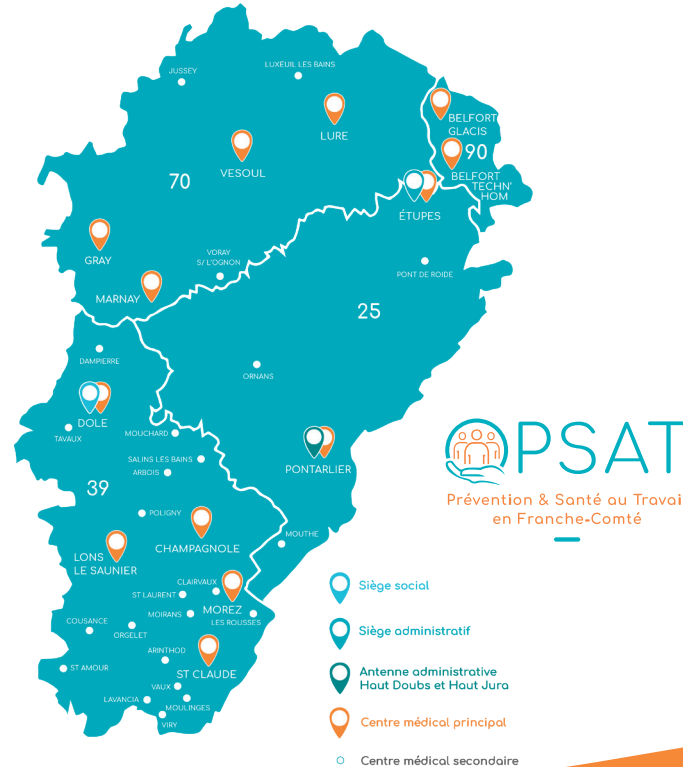 JUSSEY
LUXEUIL LES BAINS
LURE
BELFORT
GLACIS
90
VESOUL
BELFORT
TECHN'
HOM
70
ÉTUPES
GRAY
VORAY
S/ L'OGNON
PONT DE ROIDE
MARNAY
25
DAMPIERRE
ORNANS
DOLE
TAVAUX
MOUCHARD
SALINS LES BAINS
ARBOIS
PONTARLIER
39
POLIGNY
CHAMPAGNOLE
MOUTHE
LONS
LE SAUNIER
CLAIRVAUX
ST LAURENT
MOREZ
MOIRANS
LES ROUSSES
COUSANCE
ORGELET
ARINTHOD
ST AMOUR
ST CLAUDE
VAUX
LAVANCIA
MOULINGES
VIRY
PSAT
Prévention & Santé au Travai
en Franche-Comté
Siège social
Siège administratif
Antenne administrative
Haut Doubs et Haut Jura
Centre médical principal
Centre médical secondaire